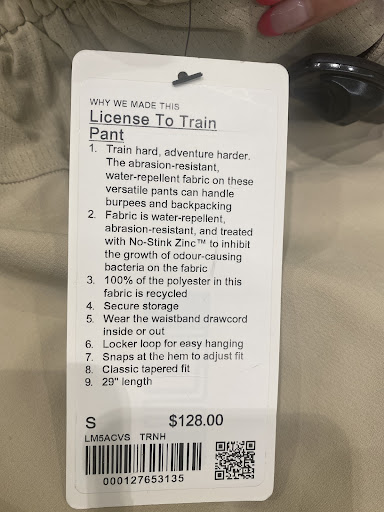 WHY WE MADE THIS
License To Train
Pant
1. Train hard, adventure harder.
The abrasion-resistant,
water-repellent fabric on these
versatile pants can handle
burpees and backpacking
2. Fabric is water-repellent,
abrasion-resistant, and treated
with No-Stink Zinc™ to inhibit
the growth of odour-causing
bacteria on the fabric
3. 100% of the polyester in this
fabric is recycled
4. Secure storage
5. Wear the waistband drawcord
inside or out
6. Locker loop for easy hanging
7. Snaps at the hem to adjust fit
8. Classic tapered fit
9. 29" length
S $128.00
LM5ACVS TRNH
000127653135